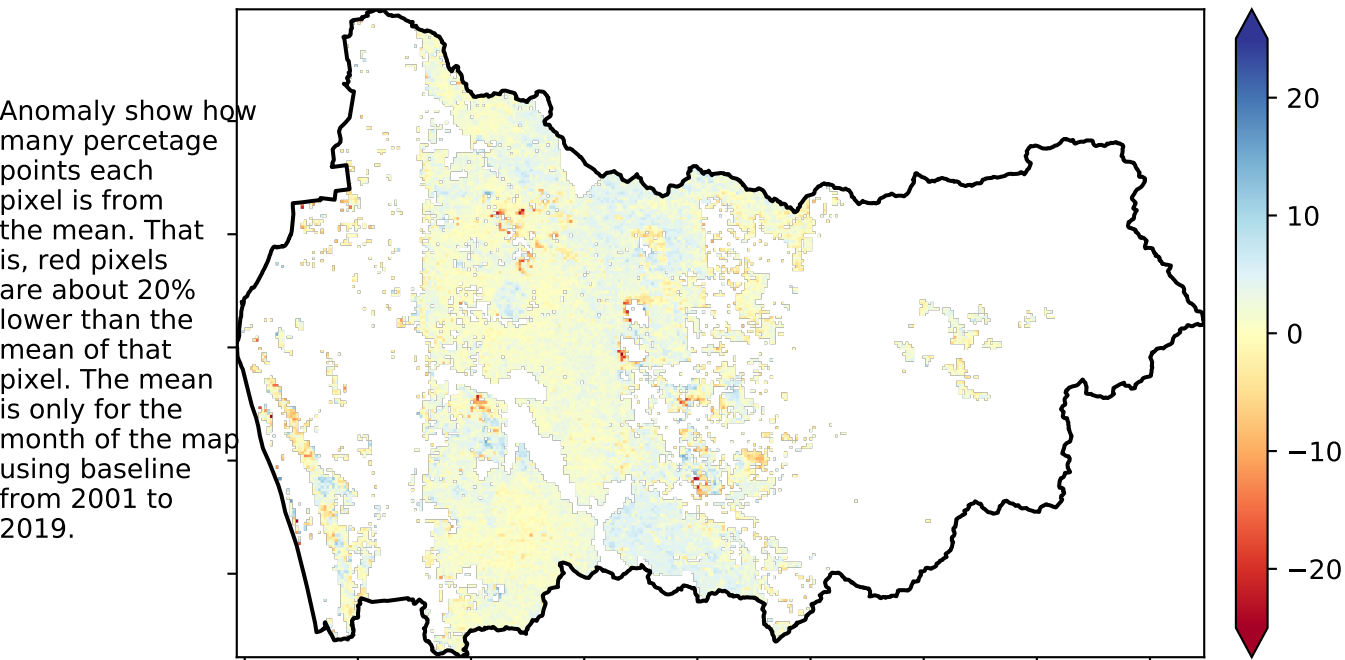 Anomaly show how
many percetage
points each
pixel is from
the mean. That
is, red pixels
are about 20%
lower than the
mean of that
pixel. The mean
is only for the
month of the map
using baseline
from 2001 to
2019.
20
10
0
−10
−20